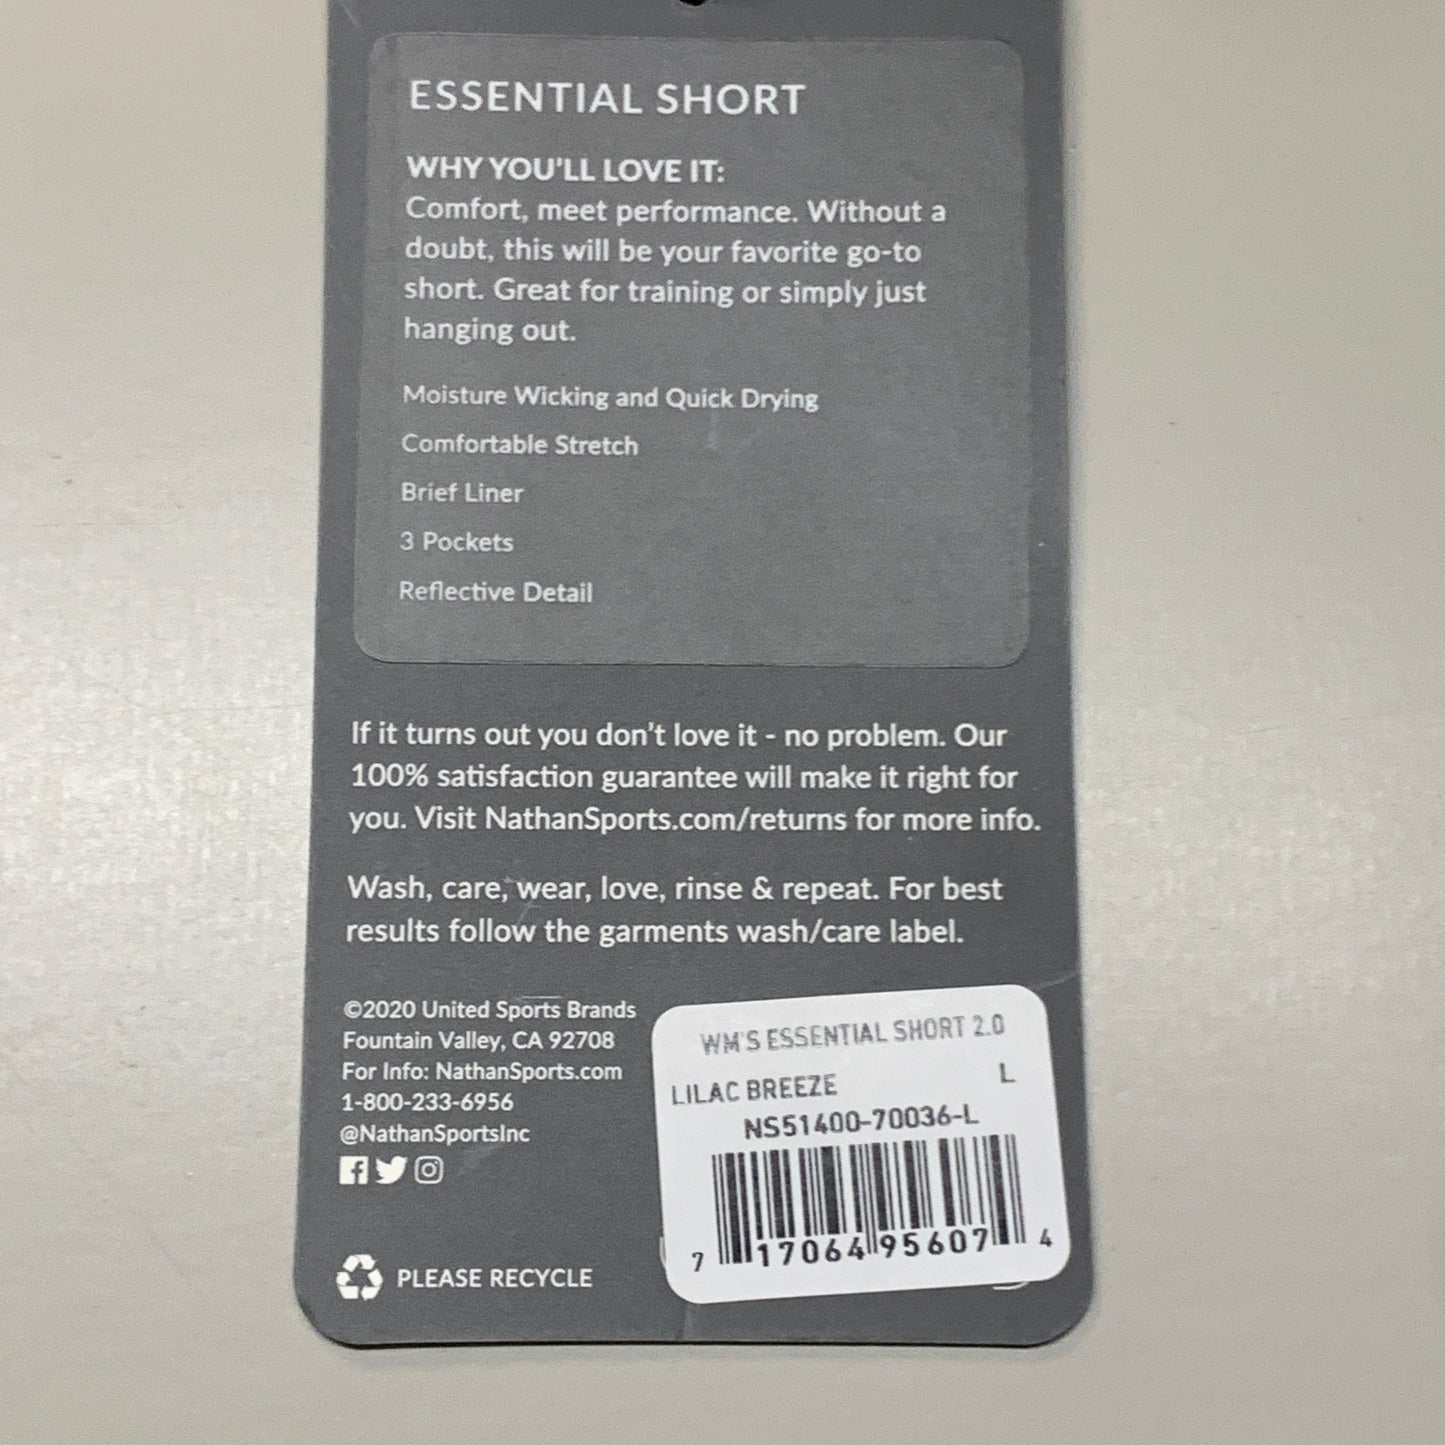 ESSENTIAL SHORT
WHY YOU'LL LOVE IT:
Comfort, meet performance. Without a
doubt, this will be your favorite go-to
short. Great for training or simply just
hanging out.
Moisture Wicking and Quick Drying
Comfortable Stretch
Brief Liner
3 Pockets
Reflective Detail
If it turns out you don't love it - no problem. Our
100% satisfaction guarantee will make it right for
you. Visit NathanSports.com/returns for more info.
Wash, care, wear, love, rinse & repeat. For best
results follow the garments wash/care label.
©2020 United Sports Brands
Fountain Valley, CA 92708
For Info: NathanSports.com
1-800-233-6956
@NathanSportsInc
PLEASE RECYCLE
WM'S ESSENTIAL SHORT 2.0
LILAC BREEZE L
NS51400-70036-L
7 17064 95607 4